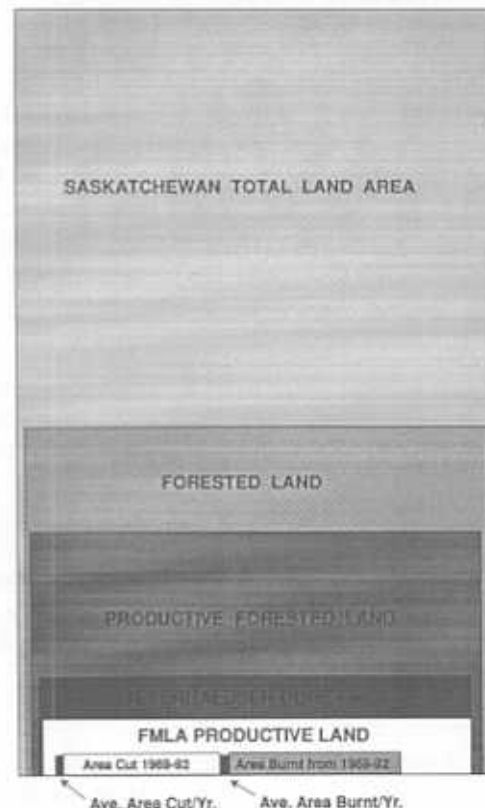 SASKATCHEWAN TOTAL LAND AREA
FORESTED LAND
PRODUCTIVE FORESTED LAND
FMLA PRODUCTIVE LAND
Area Cut 1969-92 Area Burnt from 1969-92
Ave. Area Cut/Yr. Ave. Area Burnt/Yr.